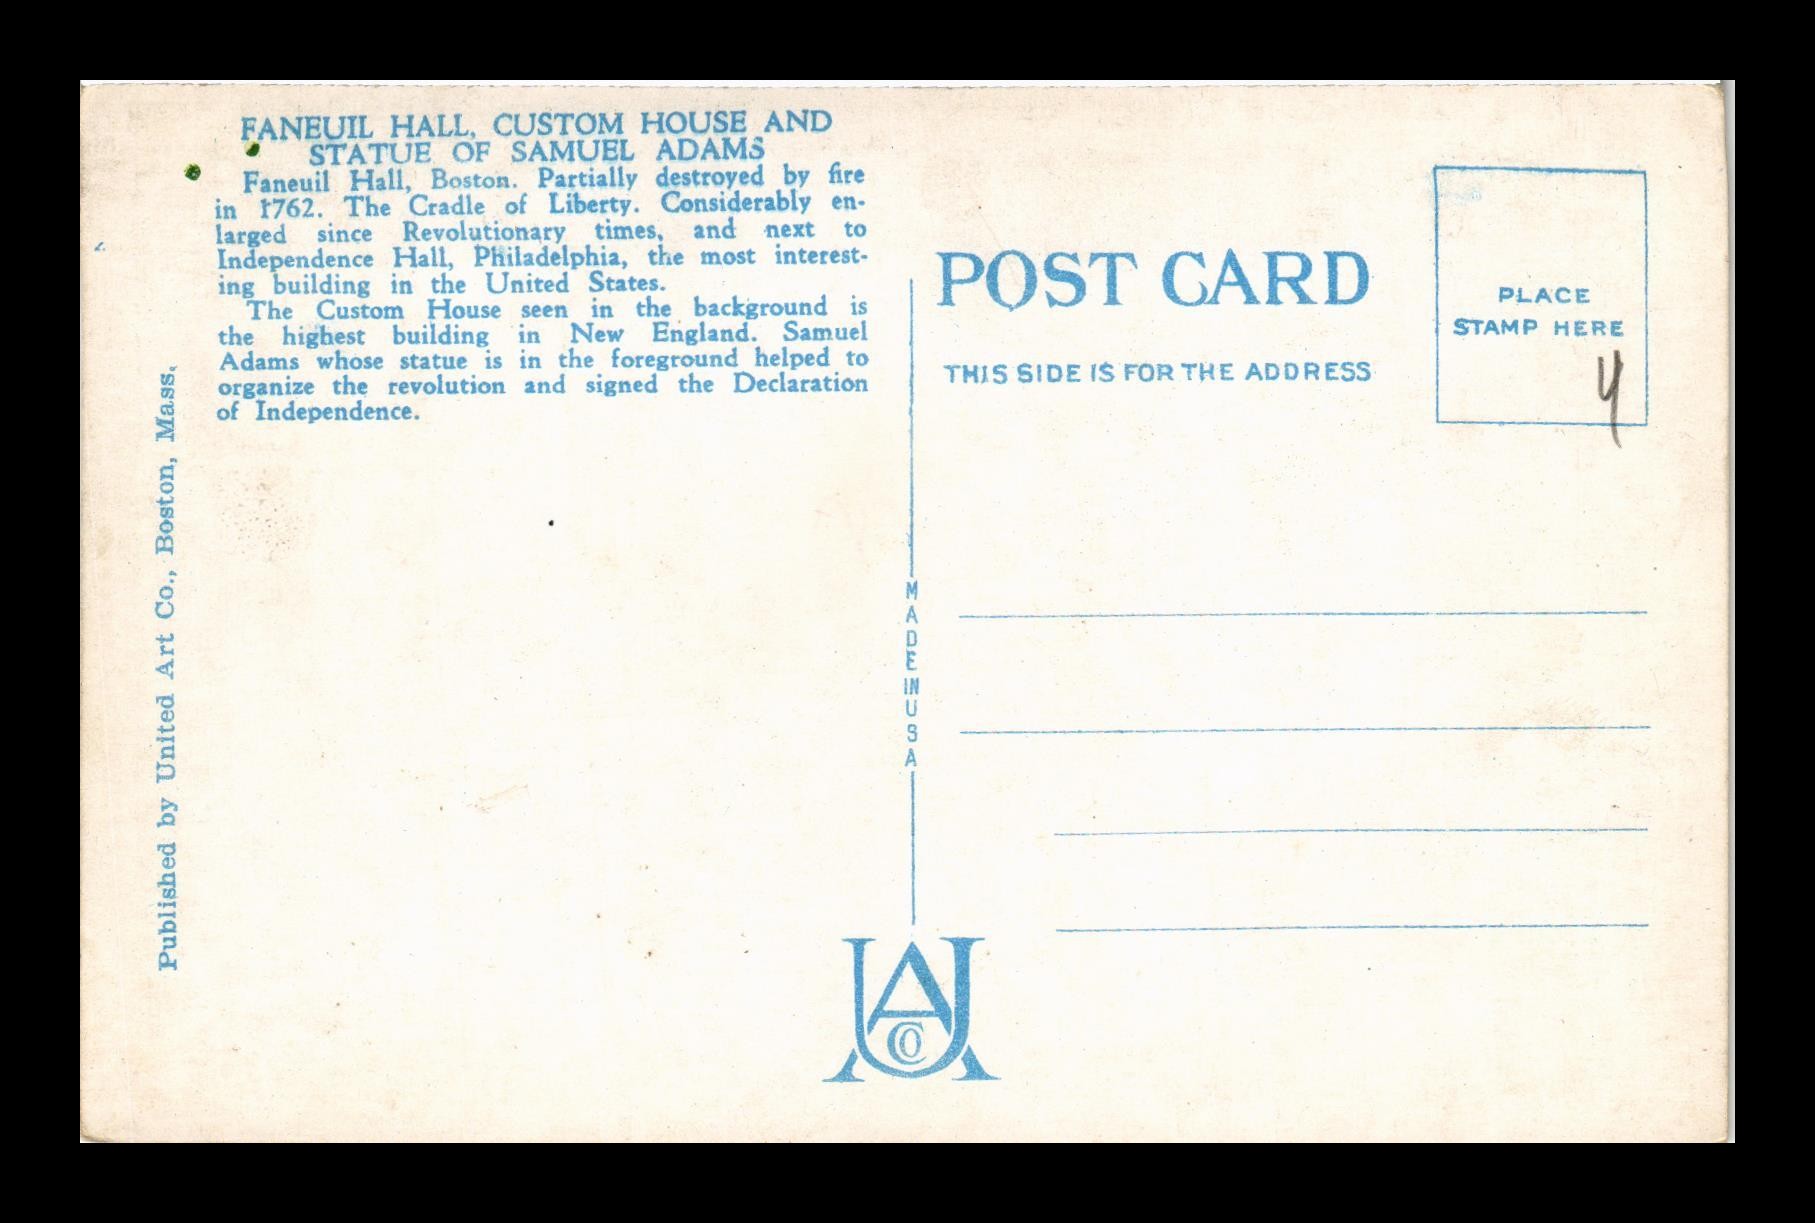 FANEUIL HALL, CUSTOM HOUSE AND
STATUE OF SAMUEL ADAMS
Faneuil Hall, Boston. Partially destroyed by fire
in 1762. The Cradle of Liberty. Considerably en-
larged since Revolutionary times, and next to
Independence Hall, Philadelphia, the most interest-
ing building in the United States.
The Custom House seen in the background is
the highest building in New England. Samuel
Adams whose statue is in the foreground helped to
organize the revolution and signed the Declaration
of Independence.
Published by United Art Co., Boston, Mass.
MADE IN USA
UACO
POST CARD
THIS SIDE IS FOR THE ADDRESS
PLACE
STAMP HERE
4